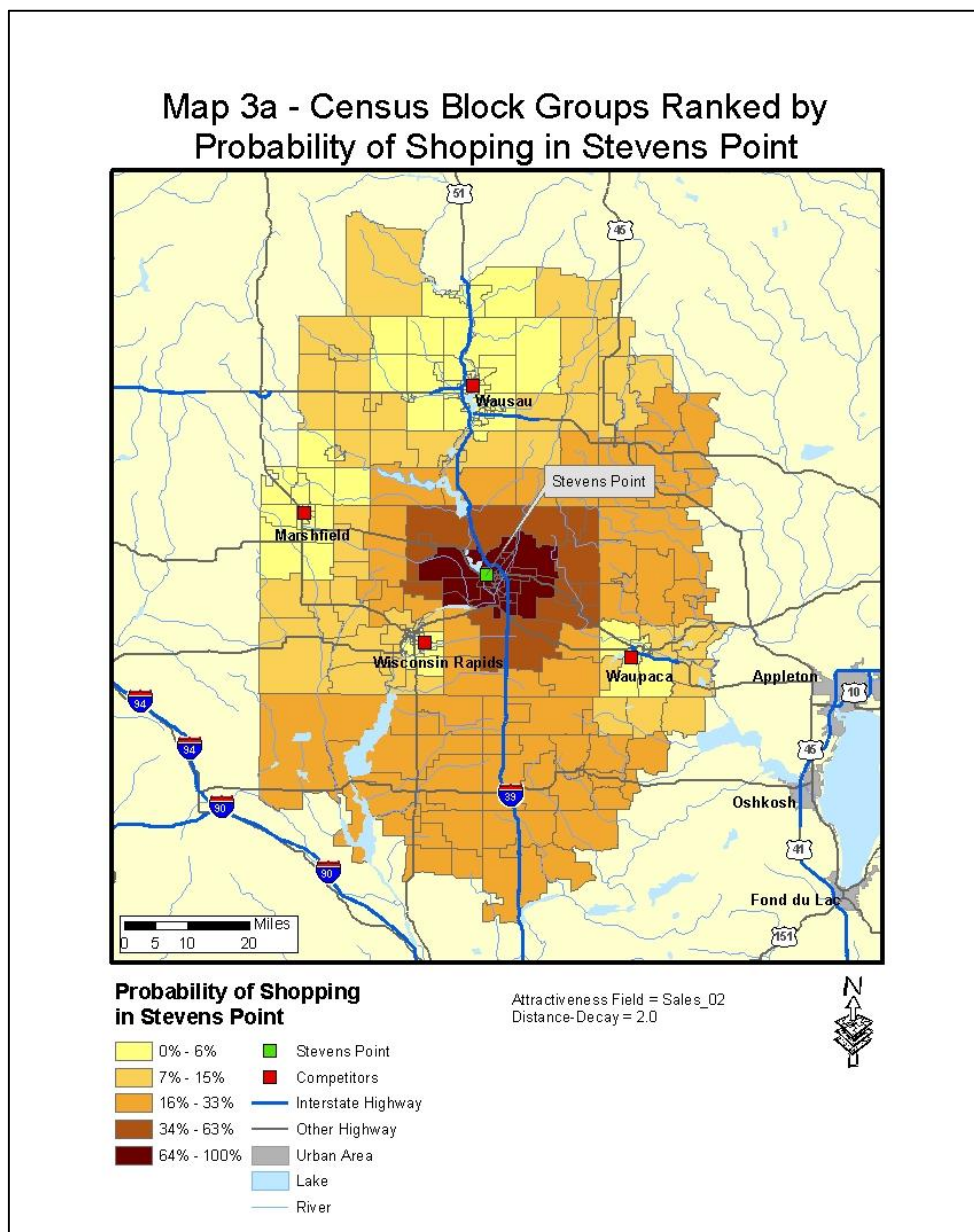 Map 3a - Census Block Groups Ranked by
Probability of Shoping in Stevens Point
51
45
Wausau
Stevens Point
Marshfield
Wisconsin Rapids
Waupaca
Appleton
10
94
45
94
39
90
Oshkosh
41
90
Fond du Lac
151
Miles
0 5 10 20
Probability of Shopping
in Stevens Point
Attractiveness Field = Sales_02
Distance-Decay = 2.0
N
0% - 6%
Stevens Point
7% - 15%
Competitors
16% - 33%
Interstate Highway
34% - 63%
Other Highway
64% - 100%
Urban Area
Lake
River